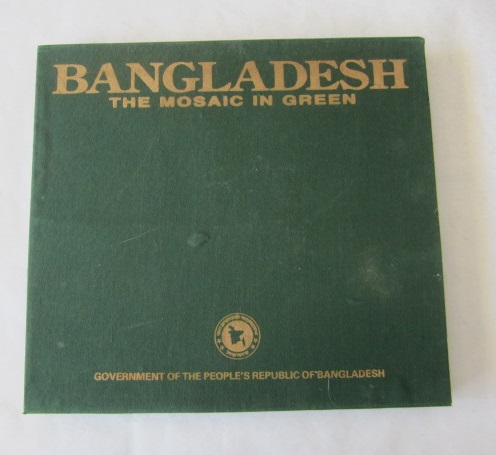 BANGLADESH
THE MOSAIC IN GREEN
GOVERNMENT OF THE PEOPLE'S REPUBLIC OF BANGLADESH